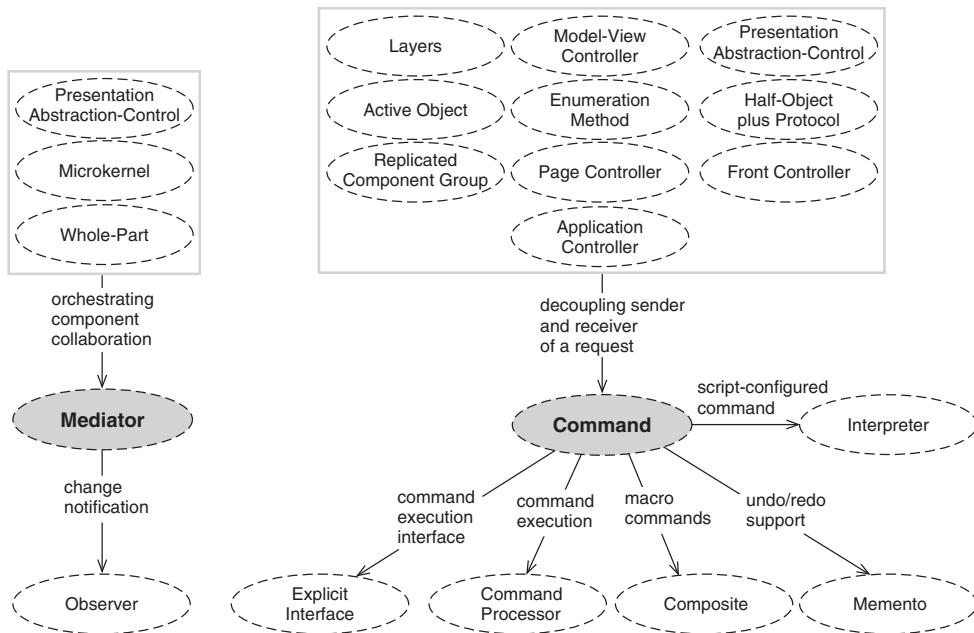 Presentation
Abstraction-Control
Microkernel
Whole-Part
orchestrating
component
collaboration
Mediator
change
notification
Observer
Layers
Model-View
Controller
Presentation
Abstraction-Control
Active Object
Enumeration
Method
Half-Object
plus Protocol
Replicated
Component Group
Page Controller
Front Controller
Application
Controller
decoupling sender
and receiver
of a request
Command
script-configured
command
Interpreter
command
execution
interface
command
execution
macro
commands
undo/redo
support
Explicit
Interface
Command
Processor
Composite
Memento